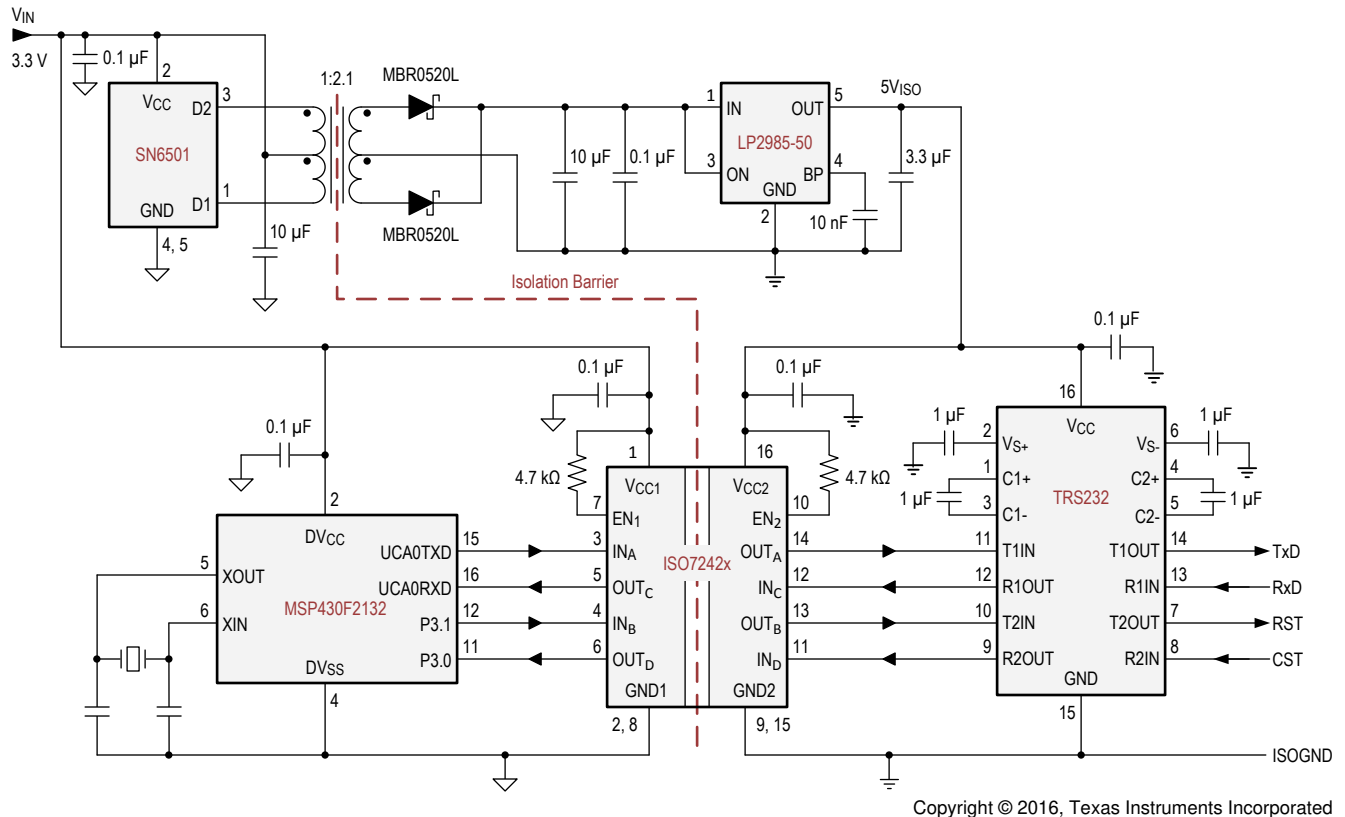 VIN
3.3 V
0.1 µF
2
VCC
D2
3
SN6501
D1
1
GND
4, 5
10 µF
1:2.1
MBR0520L
MBR0520L
10 µF
0.1 µF
1
IN
OUT
5
LP2985-50
3
ON
BP
4
GND
2
10 nF
5VISO
3.3 µF
Isolation Barrier
0.1 µF
0.1 µF
0.1 µF
0.1 µF
2
DVCC
5
XOUT
UCA0TXD
15
UCA0RXD
16
MSP430F2132
6
XIN
P3.1
12
P3.0
11
DVSS
4
4.7 kΩ
1
VCC1
7
EN1
3
INA
5
OUTC
4
INB
6
OUTD
GND1
2, 8
ISO7242x
16
VCC2
4.7 kΩ
10
EN2
14
OUTA
12
INC
13
OUTB
11
IND
GND2
9, 15
16
VCC
1 µF
2
VS+
VS-
6
1 µF
1
C1+
C2+
4
1 µF
TRS232
1 µF
3
C1-
C2-
5
11
T1IN
T1OUT
14
TxD
12
R1OUT
R1IN
13
RxD
10
T2IN
T2OUT
7
RST
9
R2OUT
R2IN
8
CST
GND
15
ISOGND
Copyright © 2016, Texas Instruments Incorporated